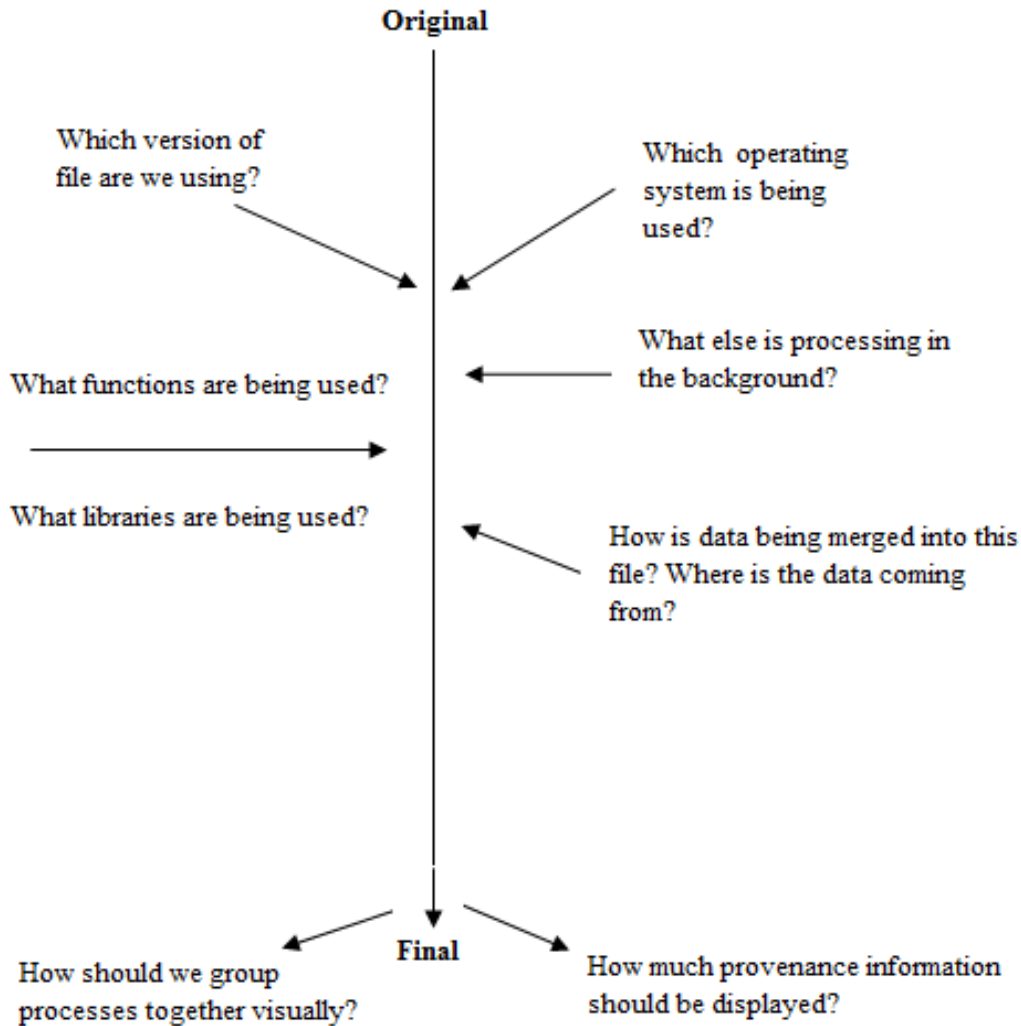 Original
Which version of
file are we using?
Which operating
system is being
used?
What else is processing in
the background?
What functions are being used?
What libraries are being used?
How is data being merged into this
file? Where is the data coming
from?
Final
How should we group
processes together visually?
How much provenance information
should be displayed?